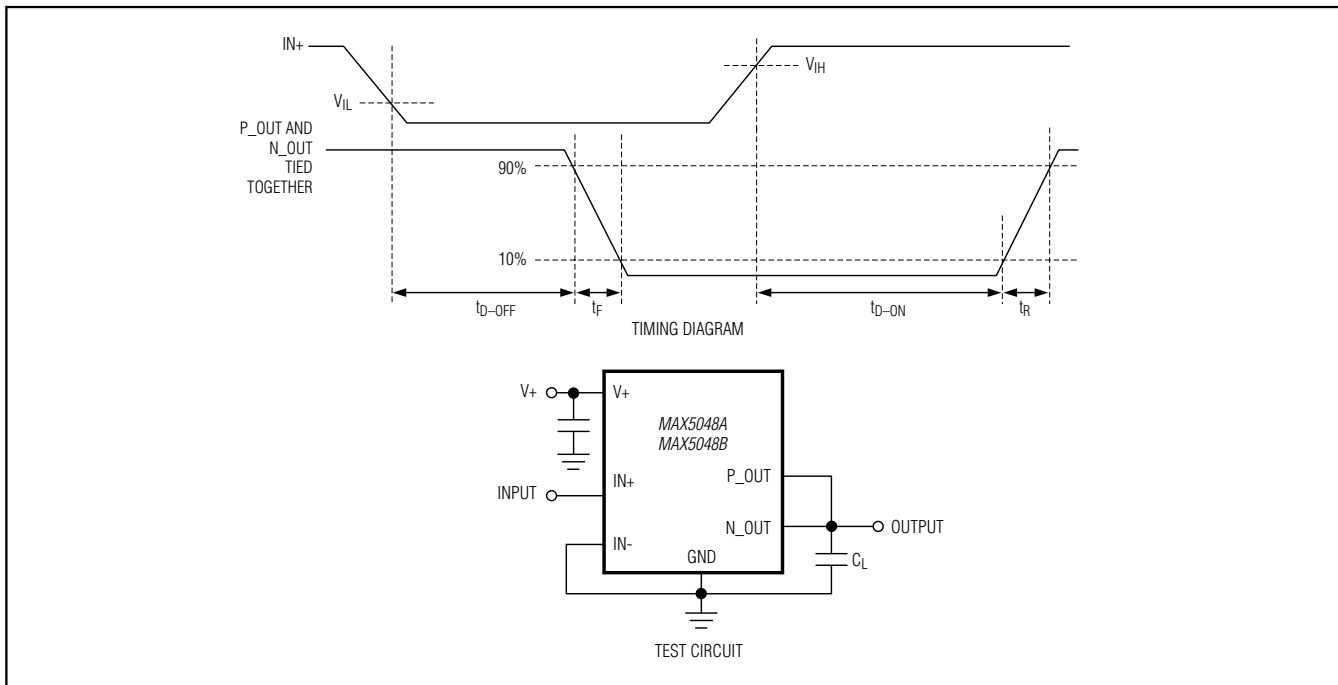 IN+
VIH
VIL
P_OUT AND
N_OUT
TIED
TOGETHER
90%
10%
tD–OFF
tF
tD–ON
tR
TIMING DIAGRAM
V+
V+
MAX5048A
MAX5048B
INPUT
IN+
P_OUT
N_OUT
OUTPUT
IN-
GND
CL
TEST CIRCUIT